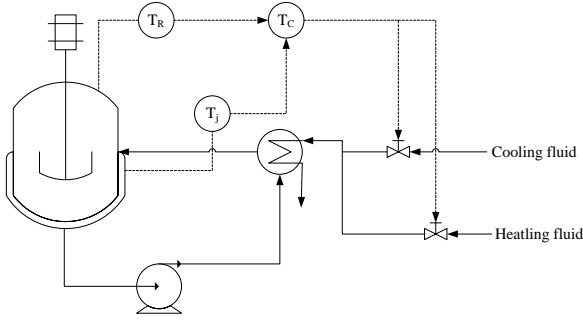 T_R
T_C
T_j
Cooling fluid
Heatling fluid